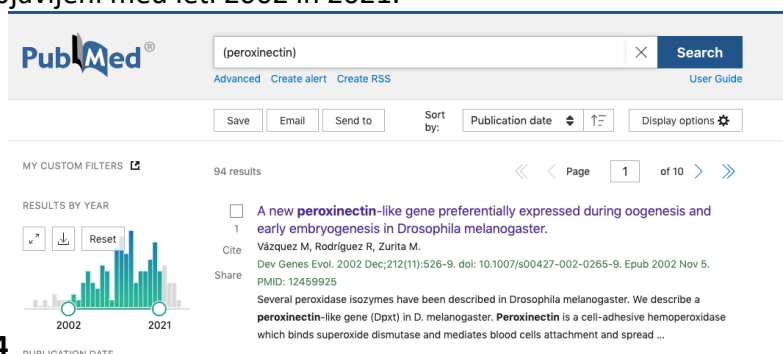 objavljeni med leti 2002 in 2021.
PubMed®
(peroxinectin)
Search
Advanced Create alert Create RSS
User Guide
Save
Email
Send to
Sort by:
Publication date
Display options
MY CUSTOM FILTERS
94 results
Page 1 of 10
RESULTS BY YEAR
Reset
2002 2021
PUBLICATION DATE
1
Cite
Share
A new peroxinectin-like gene preferentially expressed during oogenesis and
early embryogenesis in Drosophila melanogaster.
Vázquez M, Rodríguez R, Zurita M.
Dev Genes Evol. 2002 Dec;212(11):526-9. doi: 10.1007/s00427-002-0265-9. Epub 2002 Nov 5.
PMID: 12459925
Several peroxidase isozymes have been described in Drosophila melanogaster. We describe a
peroxinectin-like gene (Dpxt) in D. melanogaster. Peroxinectin is a cell-adhesive hemoperoxidase
which binds superoxide dismutase and mediates blood cells attachment and spread ...
4